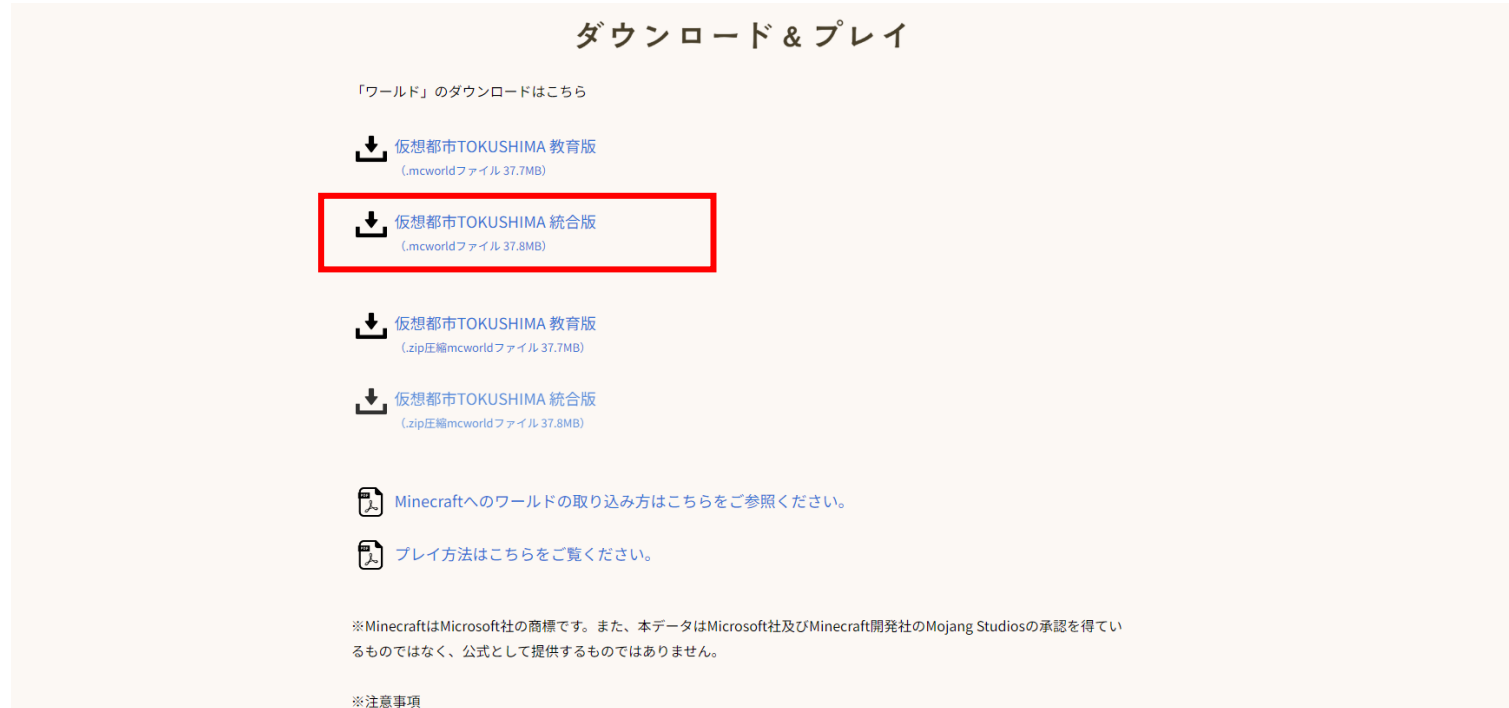 ダウンロード&プレイ
「ワールド」のダウンロードはこちら
仮想都市TOKUSHIMA 教育版
（.mcworldファイル 37.7MB）
仮想都市TOKUSHIMA 統合版
（.mcworldファイル 37.8MB）
仮想都市TOKUSHIMA 教育版
（.zip圧縮mcworldファイル 37.7MB）
仮想都市TOKUSHIMA 統合版
（.zip圧縮mcworldファイル 37.8MB）
PDF Minecraftへのワールドの取り込み方はこちらをご参照ください。
PDF プレイ方法はこちらをご覧ください。
※MinecraftはMicrosoft社の商標です。また、本データはMicrosoft社及びMinecraft開発社のMojang Studiosの承認を得てい
るものではなく、公式として提供するものではありません。
※注意事項